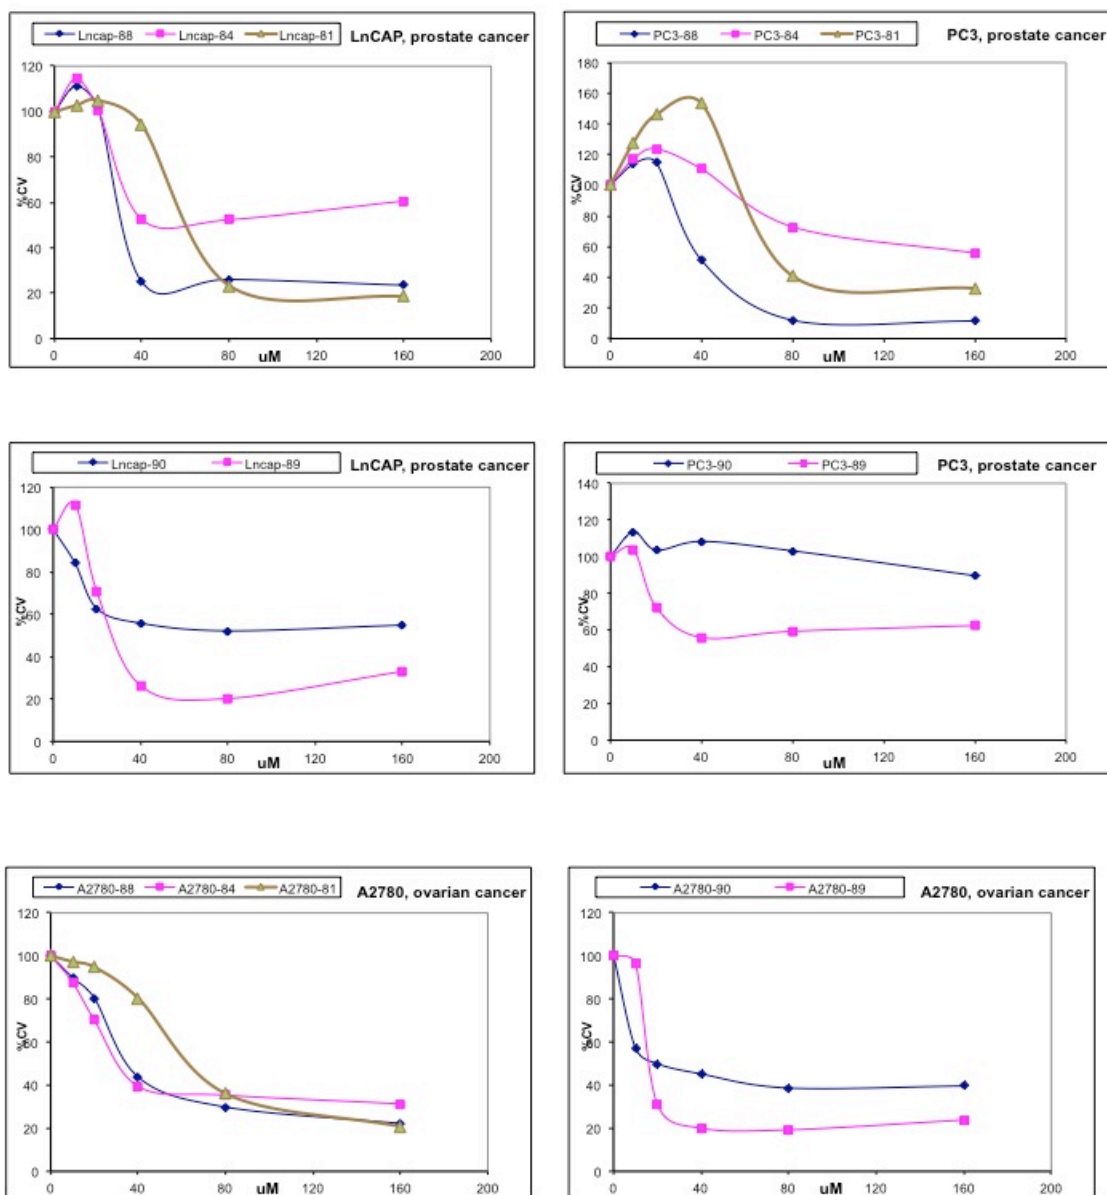 Lncap-88 Lncap-84 Lncap-81 LnCAP, prostate cancer
120
100
80
60
40
20
0
%CV
0 40 80 120 160 200
uM
PC3-88 PC3-84 PC3-81 PC3, prostate cancer
180
160
140
120
100
80
60
40
20
0
%CV
0 40 80 120 160 200
uM
Lncap-90 Lncap-89 LnCAP, prostate cancer
120
100
80
60
40
20
0
%CV
0 40 80 120 160 200
uM
PC3-90 PC3-89 PC3, prostate cancer
140
120
100
80
60
40
20
0
%CV
0 40 80 120 160 200
uM
A2780-88 A2780-84 A2780-81 A2780, ovarian cancer
120
100
80
60
40
20
0
%CV
0 40 80 120 160 200
uM
A2780-90 A2780-89 A2780, ovarian cancer
120
100
80
60
40
20
0
%CV
0 40 80 120 160 200
uM